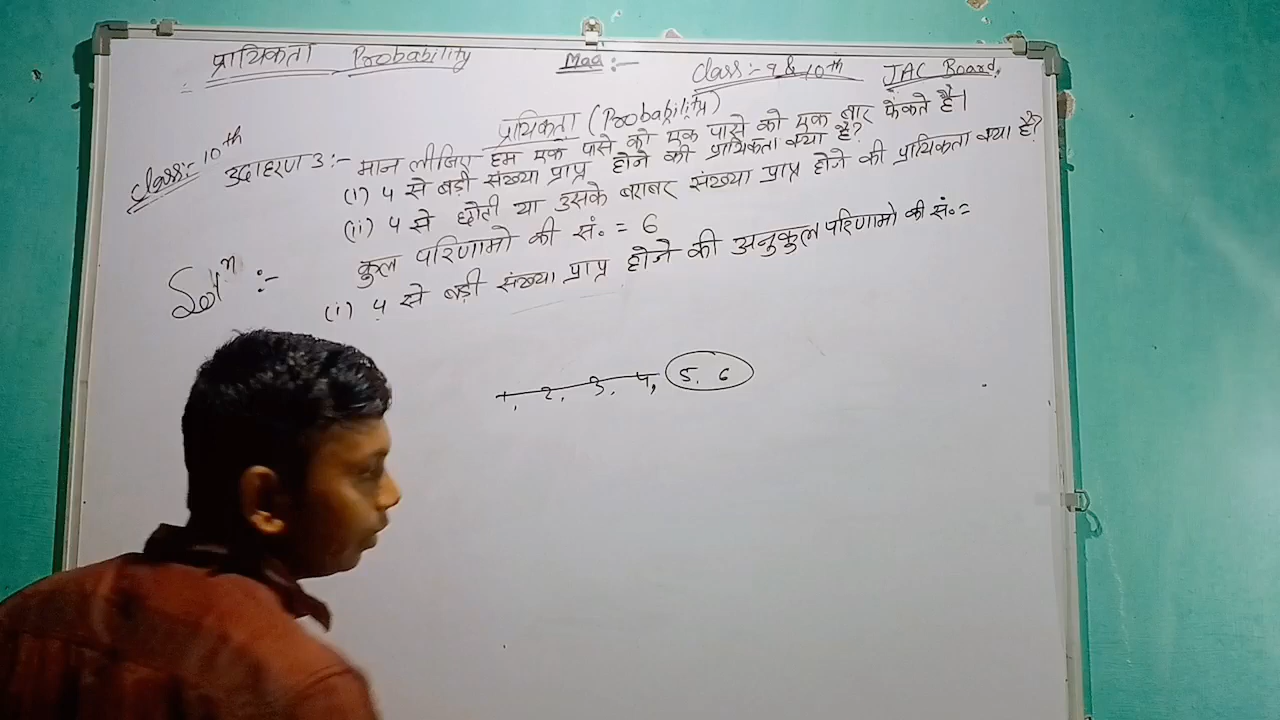 प्रायिकता Probability Maa:- Class:- 9 & 10th JAC Board.
प्रायिकता (Probability)
Class:- 10th उदाहरण 3:- मान लीजिए हम एक पासे को एक पासे को एक बार फेंकते है।
(i) 4 से बड़ी संख्या प्राप्त होने की प्रायिकता क्या है?
(ii) 4 से छोटी या उसके बराबर संख्या प्राप्त होने की प्रायिकता क्या है?
Solⁿ:- कुल परिणामो की सं० = 6
(i) 4 से बड़ी संख्या प्राप्त होने की अनुकुल परिणामो की सं० =
1, 2, 3, 4, 5, 6